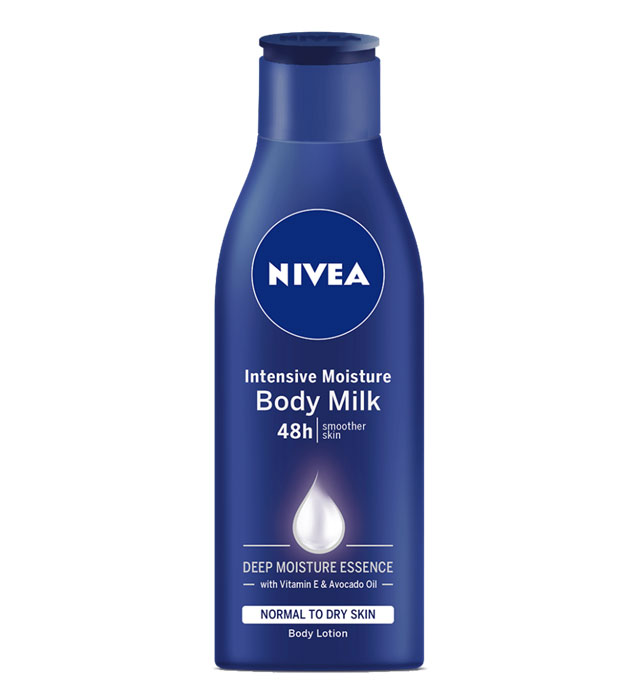 NIVEA
Intensive Moisture
Body Milk
48h smoother
skin
DEEP MOISTURE ESSENCE
with Vitamin E & Avocado Oil
NORMAL TO DRY SKIN
Body Lotion